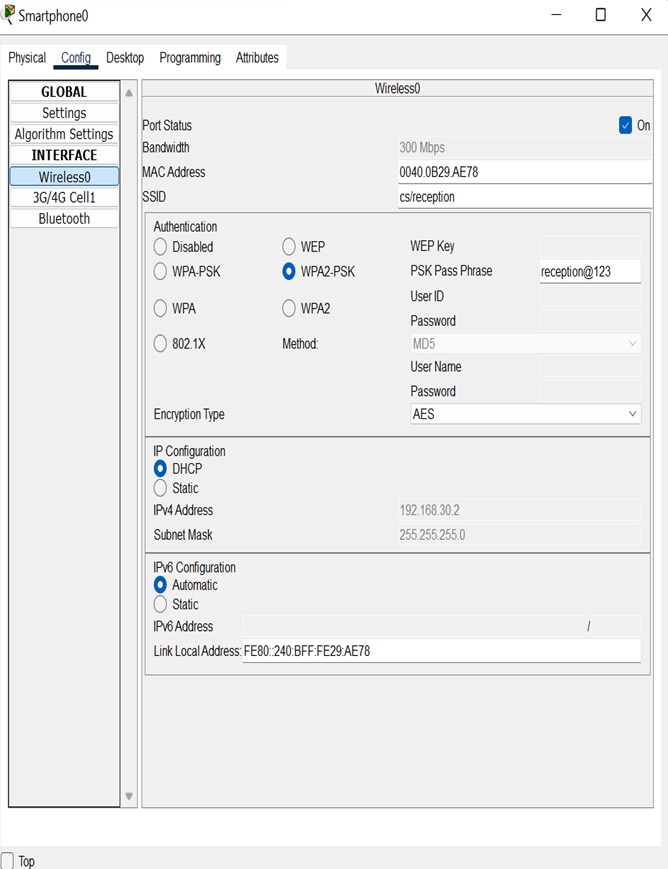 Smartphone0
Physical Config Desktop Programming Attributes
GLOBAL
Settings
Algorithm Settings
INTERFACE
Wireless0
3G/4G Cell1
Bluetooth
Wireless0
Port Status On
Bandwidth 300 Mbps
MAC Address 0040.0B29.AE78
SSID cs/reception
Authentication
Disabled WEP WEP Key
WPA-PSK WPA2-PSK PSK Pass Phrase reception@123
User ID
WPA WPA2 Password
802.1X Method: MD5
User Name
Password
Encryption Type AES
IP Configuration
DHCP
Static
IPv4 Address 192.168.30.2
Subnet Mask 255.255.255.0
IPv6 Configuration
Automatic
Static
IPv6 Address /
Link Local Address: FE80::240:BFF:FE29:AE78
Top